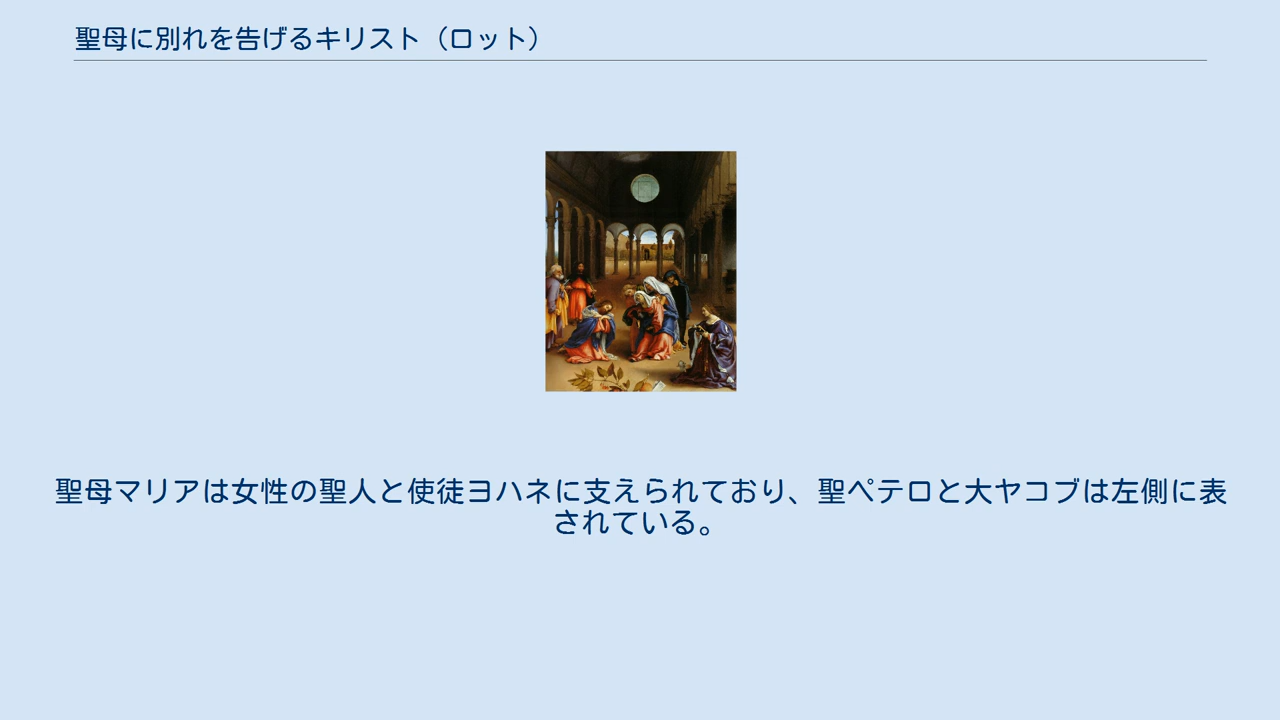 聖母に別れを告げるキリスト（ロット）
聖母マリアは女性の聖人と使徒ヨハネに支えられており、聖ペテロと大ヤコブは左側に表
されている。